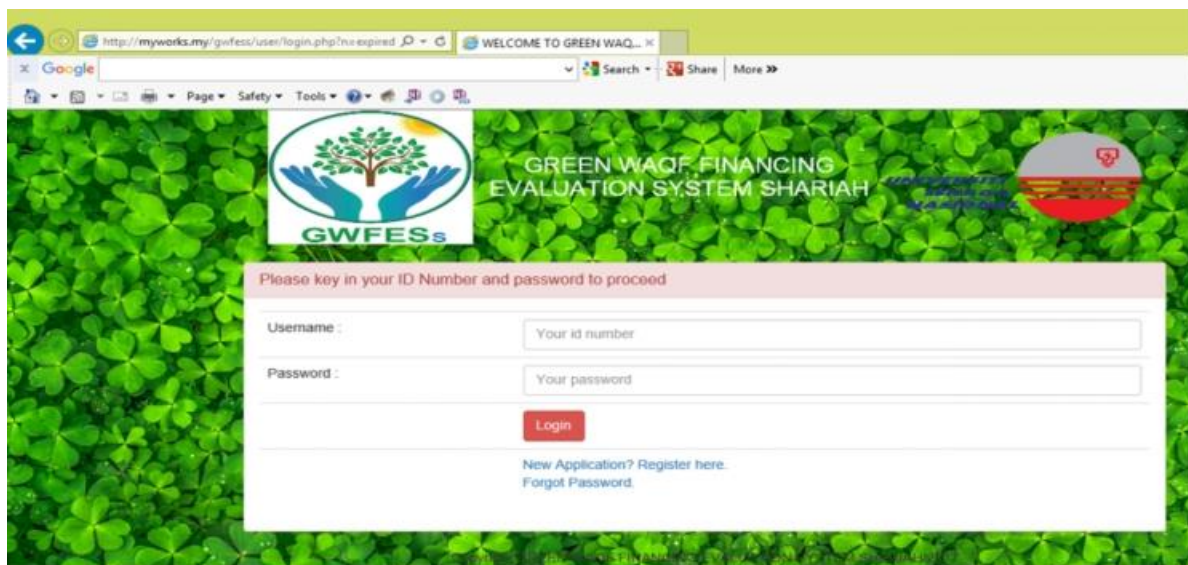 http://myworks.my/gwfess/user/login.php?n=expired
WELCOME TO GREEN WAQ...
Google
Search
Share
More
Page
Safety
Tools
GREEN WAQF FINANCING
EVALUATION SYSTEM SHARIAH
GWFESs
Please key in your ID Number and password to proceed
Username :
Your id number
Password :
Your password
Login
New Application? Register here.
Forgot Password.